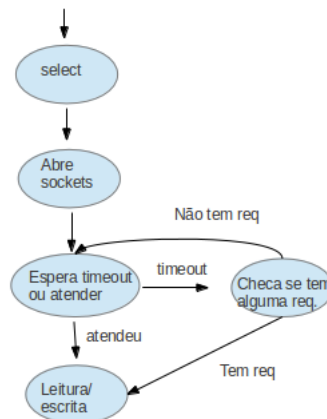 select
Abre
sockets
Não tem req
Espera timeout
ou atender
timeout
Checa se tem
alguma req.
atendeu
Tem req
Leitura/
escrita